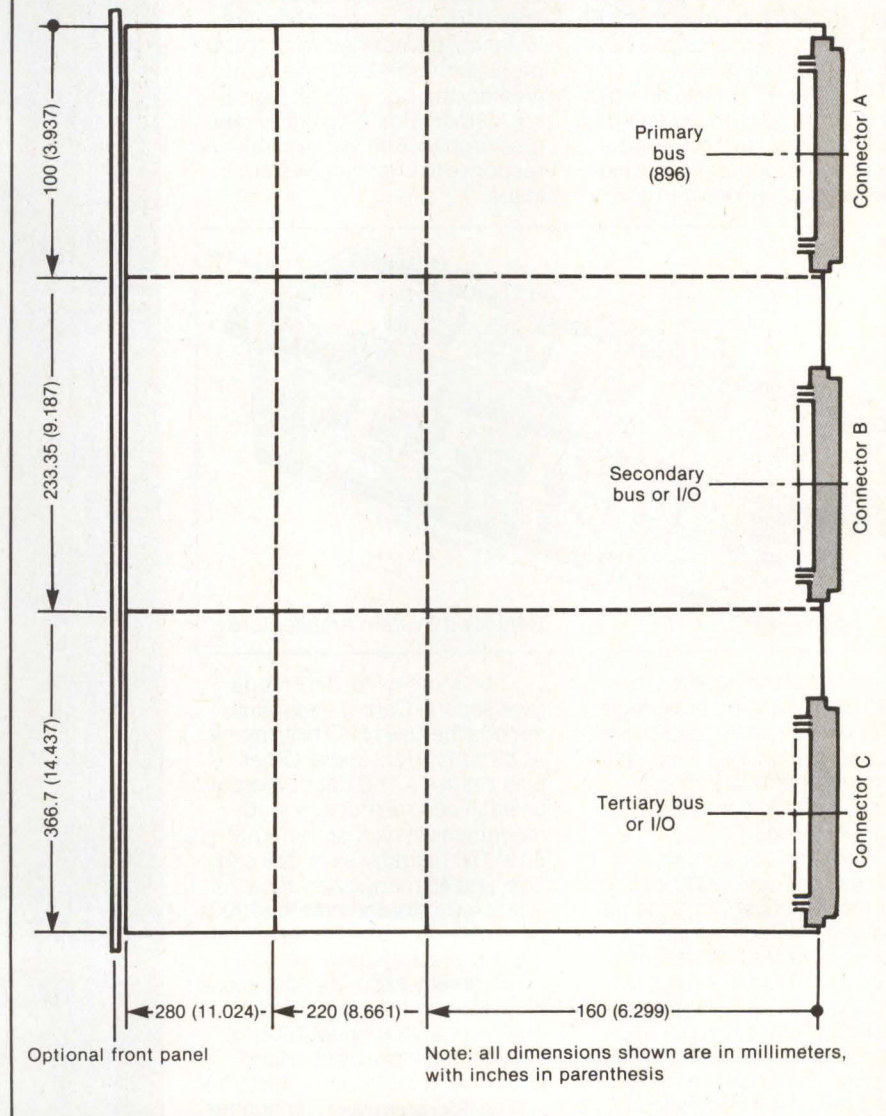 100 (3.937)
233.35 (9.187)
366.7 (14.437)
Primary
bus
(896)
Connector A
Secondary
bus or I/O
Connector B
Tertiary bus
or I/O
Connector C
280 (11.024)
220 (8.661)
160 (6.299)
Optional front panel
Note: all dimensions shown are in millimeters,
with inches in parenthesis